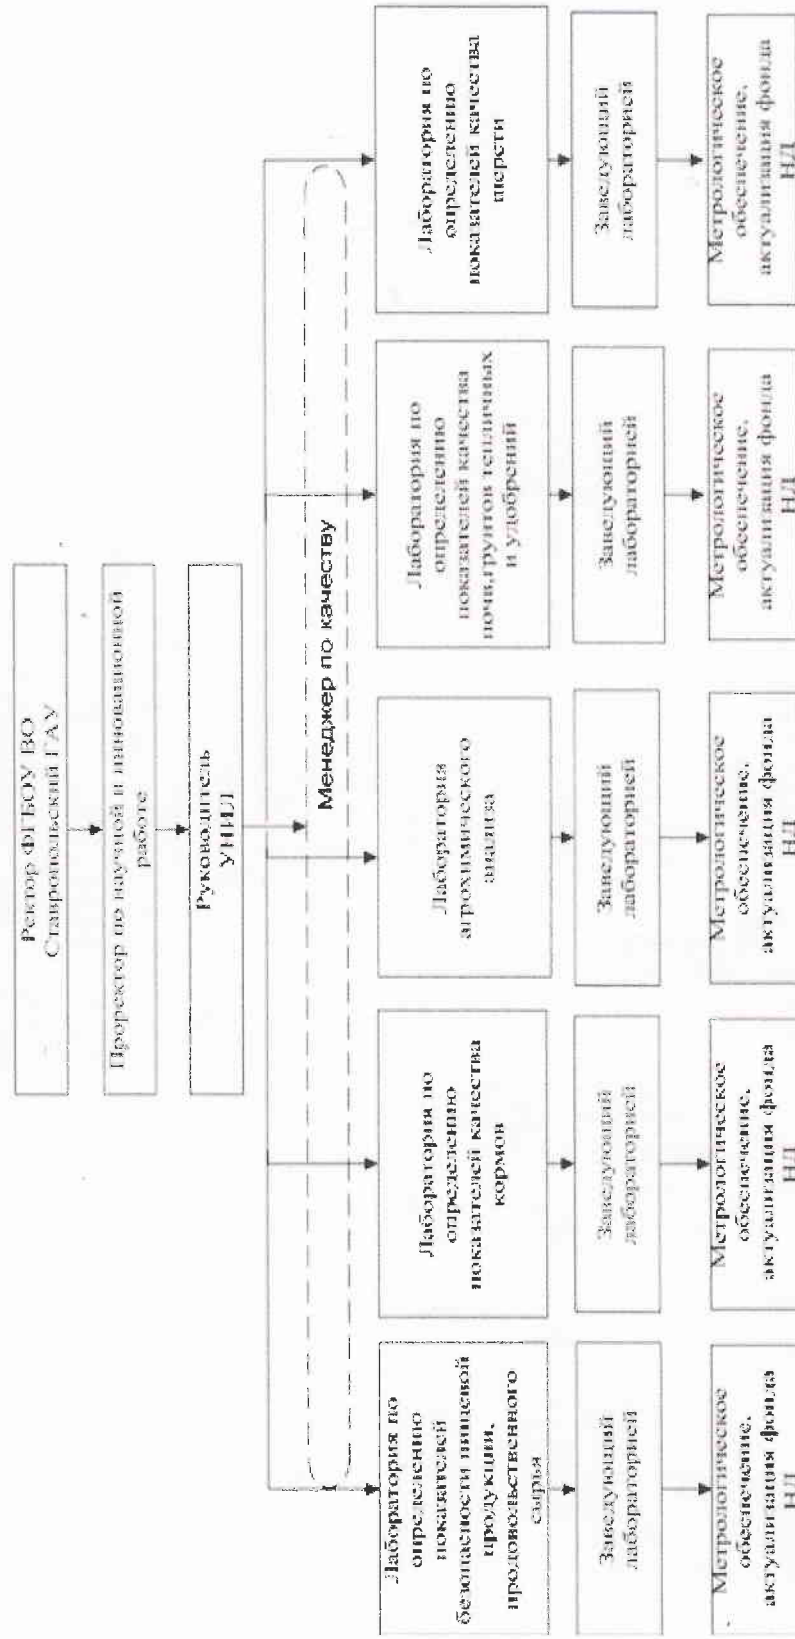 Ректор ФГБОУ ВО
Ставропольский ГАУ
Проректор по научной и инновационной
работе
Руководитель
УНИЛ
Менеджер по качеству
Лаборатория по
определению
показателей
безопасности пищевой
продукции,
продовольственного
сырья
Лаборатория по
определению
показателей качества
кормов
Лаборатория
агрохимического
анализа
Лаборатория по
определению
показателей качества
почв,грунтов тепличных
и удобрений
Лаборатория по
определению
показателей качества
шерсти
Заведующий
лабораторией
Заведующий
лабораторией
Заведующий
лабораторией
Заведующий
лабораторией
Заведующий
лабораторией
Метрологическое
обеспечение,
актуализация фонда
НД
Метрологическое
обеспечение,
актуализация фонда
НД
Метрологическое
обеспечение,
актуализация фонда
НД
Метрологическое
обеспечение,
актуализация фонда
НД
Метрологическое
обеспечение,
актуализация фонда
НД